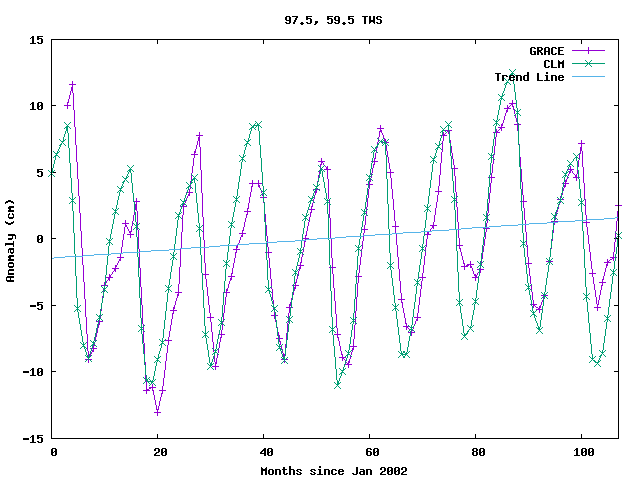 97.5, 59.5 TWS
GRACE
CLM
Trend Line
Anomaly (cm)
15
10
5
0
-5
-10
-15
0 20 40 60 80 100
Months since Jan 2002